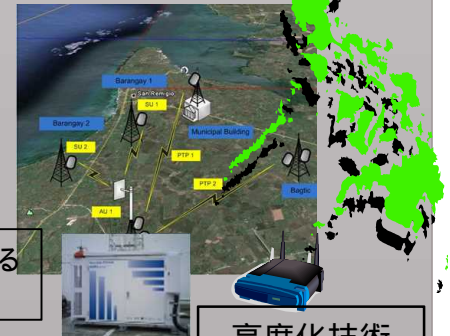 Barangay 1
San Remigio
SU 1
Barangay 2
Municipal Building
SU 2
PTP 1
PTP 2
Bagtic
AU 1
る
高度化技術